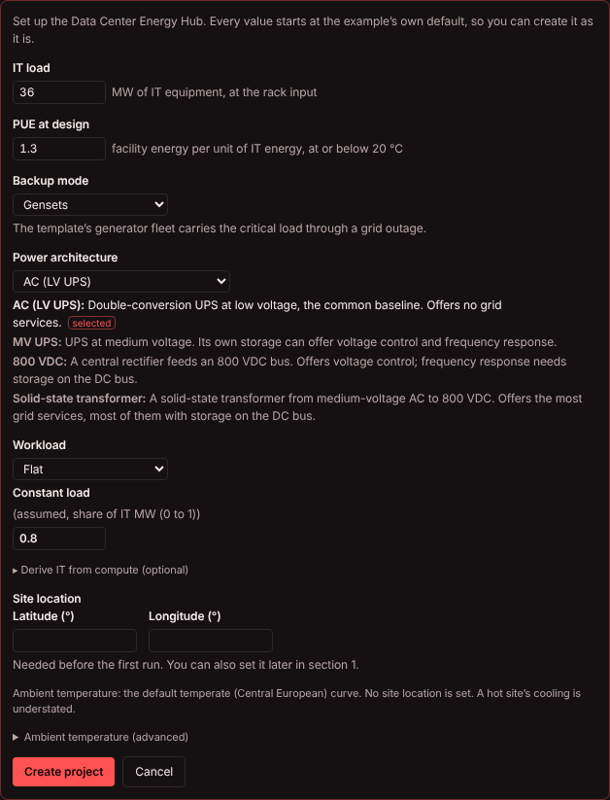 Set up the Data Center Energy Hub. Every value starts at the example's own default, so you can create it as
it is.
IT load
36 MW of IT equipment, at the rack input
PUE at design
1.3 facility energy per unit of IT energy, at or below 20 °C
Backup mode
Gensets
The template's generator fleet carries the critical load through a grid outage.
Power architecture
AC (LV UPS)
AC (LV UPS): Double-conversion UPS at low voltage, the common baseline. Offers no grid
services. selected
MV UPS: UPS at medium voltage. Its own storage can offer voltage control and frequency response.
800 VDC: A central rectifier feeds an 800 VDC bus. Offers voltage control; frequency response needs
storage on the DC bus.
Solid-state transformer: A solid-state transformer from medium-voltage AC to 800 VDC. Offers the most
grid services, most of them with storage on the DC bus.
Workload
Flat
Constant load
(assumed, share of IT MW (0 to 1))
0.8
▸ Derive IT from compute (optional)
Site location
Latitude (°) Longitude (°)
Needed before the first run. You can also set it later in section 1.
Ambient temperature: the default temperate (Central European) curve. No site location is set. A hot site's cooling is
understated.
▸ Ambient temperature (advanced)
Create project Cancel